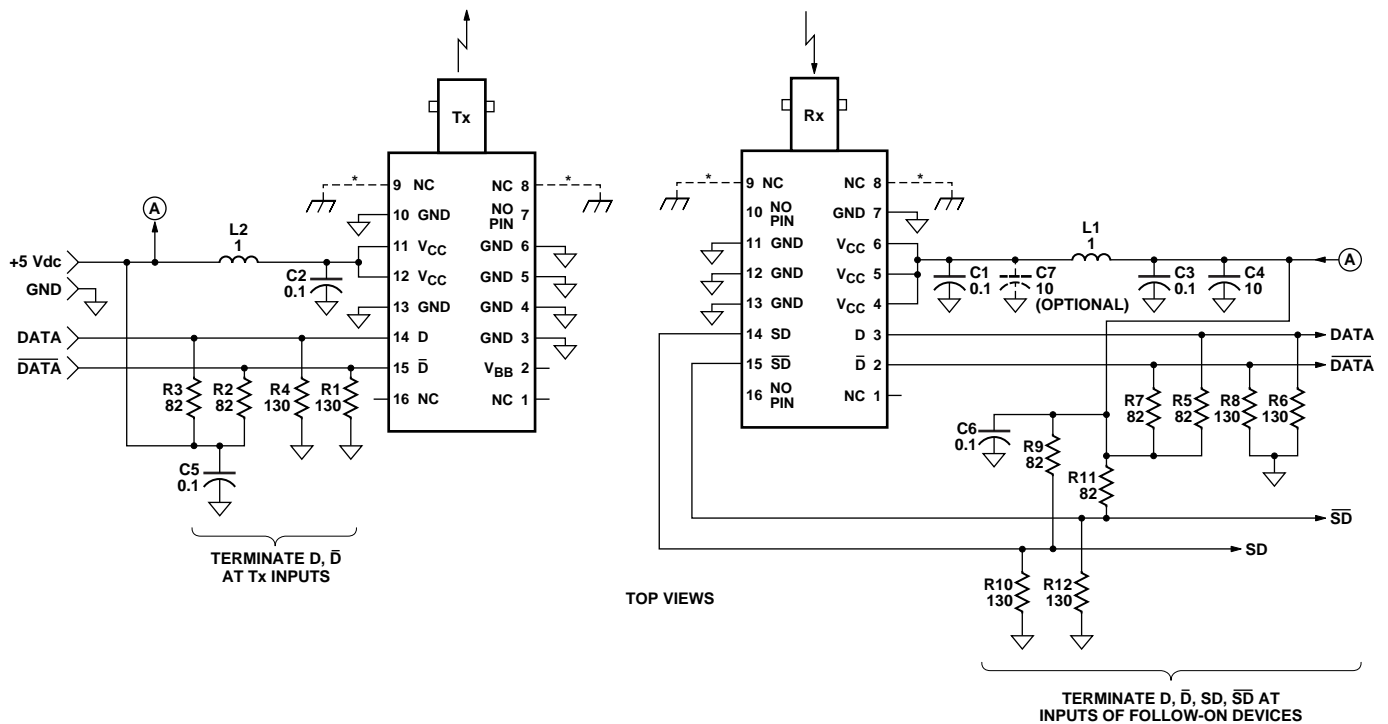 Tx
Rx
*
*
*
*
9 NC
NC 8
10 GND
NO PIN 7
11 VCC
GND 6
12 VCC
GND 5
13 GND
GND 4
14 D
GND 3
15 D̅
VBB 2
16 NC
NC 1
A
L2
1
+5 Vdc
GND
C2
0.1
DATA
D̅A̅T̅A̅
R3
82
R2
82
R4
130
R1
130
C5
0.1
TERMINATE D, D̅
AT Tx INPUTS
9 NC
NC 8
10 NO PIN
GND 7
11 GND
VCC 6
12 GND
VCC 5
13 GND
VCC 4
14 SD
D 3
15 S̅D̅
D̅ 2
16 NO PIN
NC 1
L1
1
A
C1
0.1
C7
10
(OPTIONAL)
C3
0.1
C4
10
DATA
D̅A̅T̅A̅
R7
82
R5
82
R8
130
R6
130
C6
0.1
R9
82
R11
82
S̅D̅
SD
R10
130
R12
130
TOP VIEWS
TERMINATE D, D̅, SD, S̅D̅ AT
INPUTS OF FOLLOW-ON DEVICES